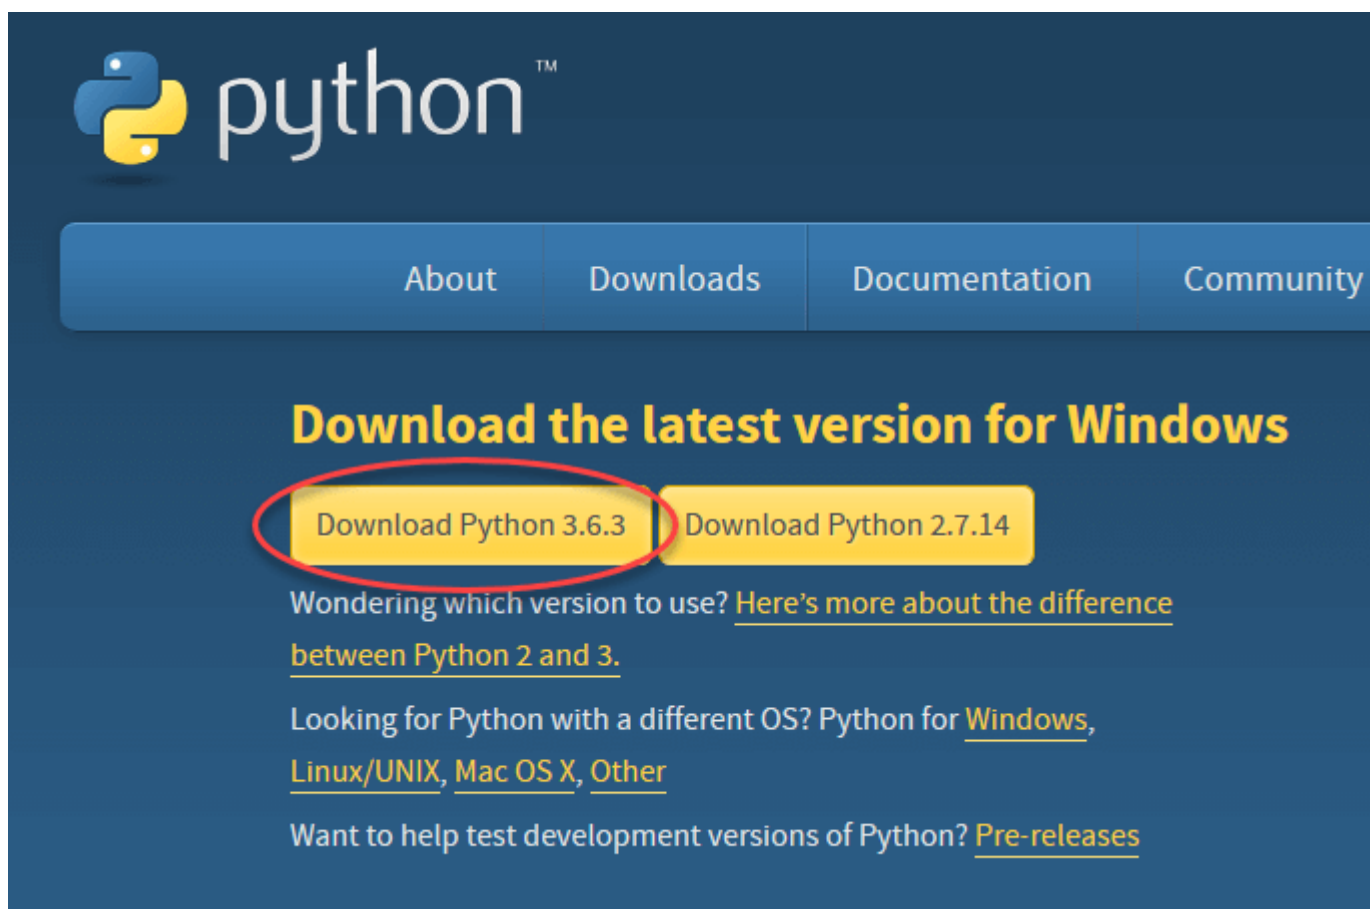 python™
About Downloads Documentation Community
Download the latest version for Windows
Download Python 3.6.3 Download Python 2.7.14
Wondering which version to use? Here’s more about the difference
between Python 2 and 3.
Looking for Python with a different OS? Python for Windows,
Linux/UNIX, Mac OS X, Other
Want to help test development versions of Python? Pre-releases